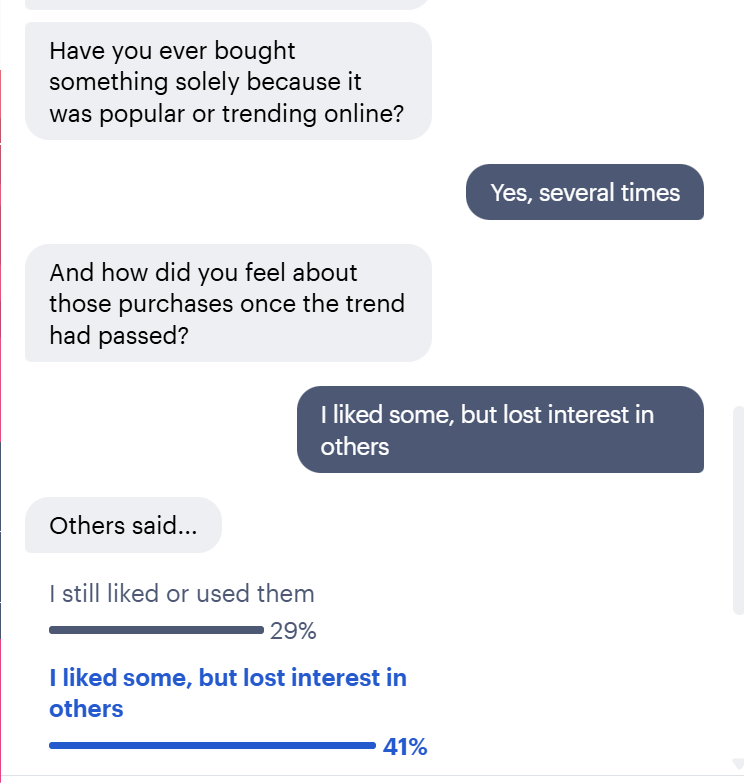 Have you ever bought
something solely because it
was popular or trending online?
Yes, several times
And how did you feel about
those purchases once the trend
had passed?
I liked some, but lost interest in
others
Others said...
I still liked or used them
29%
I liked some, but lost interest in
others
41%